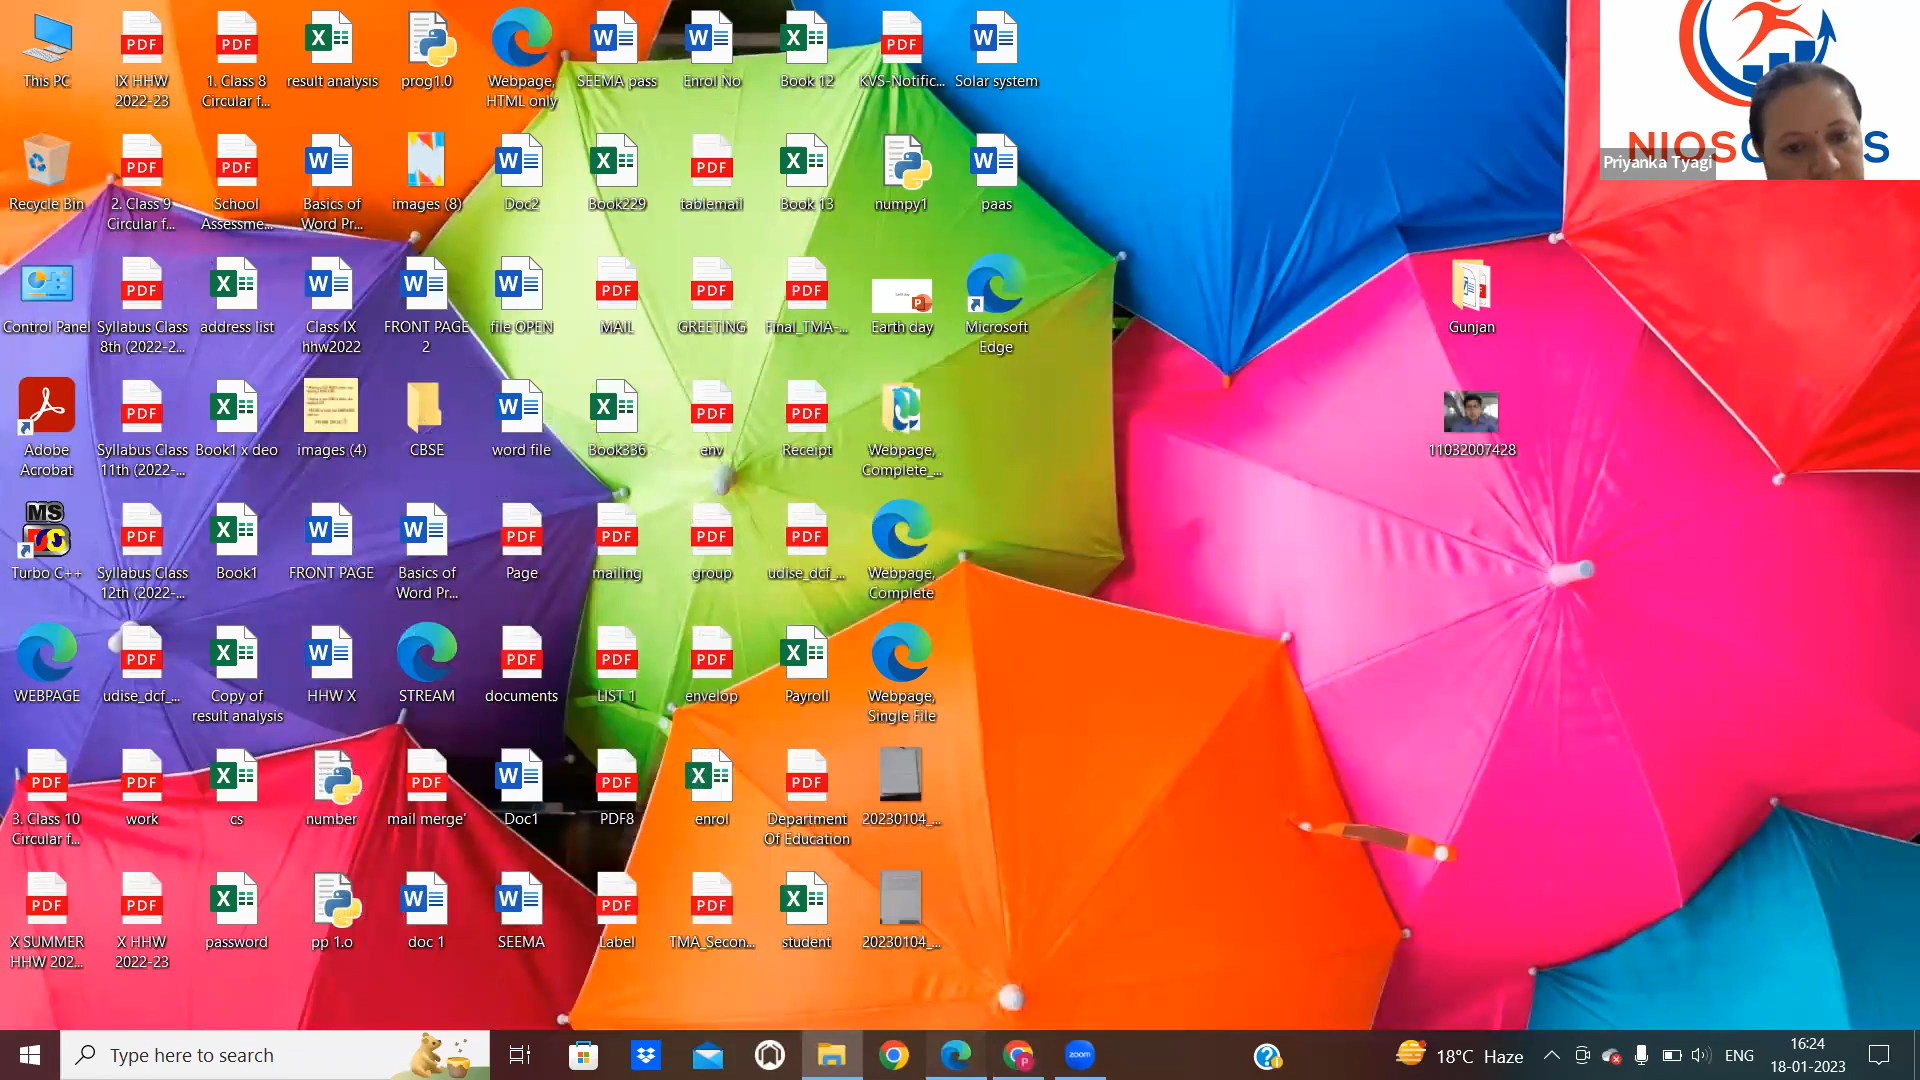 This PC
IX HHW
2022-23
1. Class 8
Circular f...
result analysis
prog1.0
Webpage,
HTML only
SEEMA pass
Enrol No
Book 12
KVS-Notific...
Solar system
Recycle Bin
2. Class 9
Circular f...
School
Assessme...
Basics of
Word Pr...
images (8)
Doc2
Book229
tablemail
Book 13
numpy1
paas
Control Panel
Syllabus Class
8th (2022-2...
address list
Class IX
hhw2022
FRONT PAGE
2
file OPEN
MAIL
GREETING
Final_TMA-...
Earth day
Microsoft
Edge
Gunjan
Adobe
Acrobat
Syllabus Class
11th (2022-...
Book1 x deo
images (4)
CBSE
word file
Book336
env
Receipt
Webpage,
Complete_...
11032007428
Turbo C++
Syllabus Class
12th (2022-...
Book1
FRONT PAGE
Basics of
Word Pr...
Page
mailing
group
udise_dcf_...
Webpage,
Complete
WEBPAGE
udise_dcf_...
Copy of
result analysis
HHW X
STREAM
documents
LIST 1
envelop
Payroll
Webpage,
Single File
3. Class 10
Circular f...
work
cs
number
mail merge'
Doc1
PDF8
enrol
Department
Of Education
20230104_...
X SUMMER
HHW 202...
X HHW
2022-23
password
pp 1.o
doc 1
SEEMA
Label
TMA_Secon...
student
20230104_...
Priyanka Tyagi
Type here to search
zoom
18°C Haze
ENG
16:24
18-01-2023